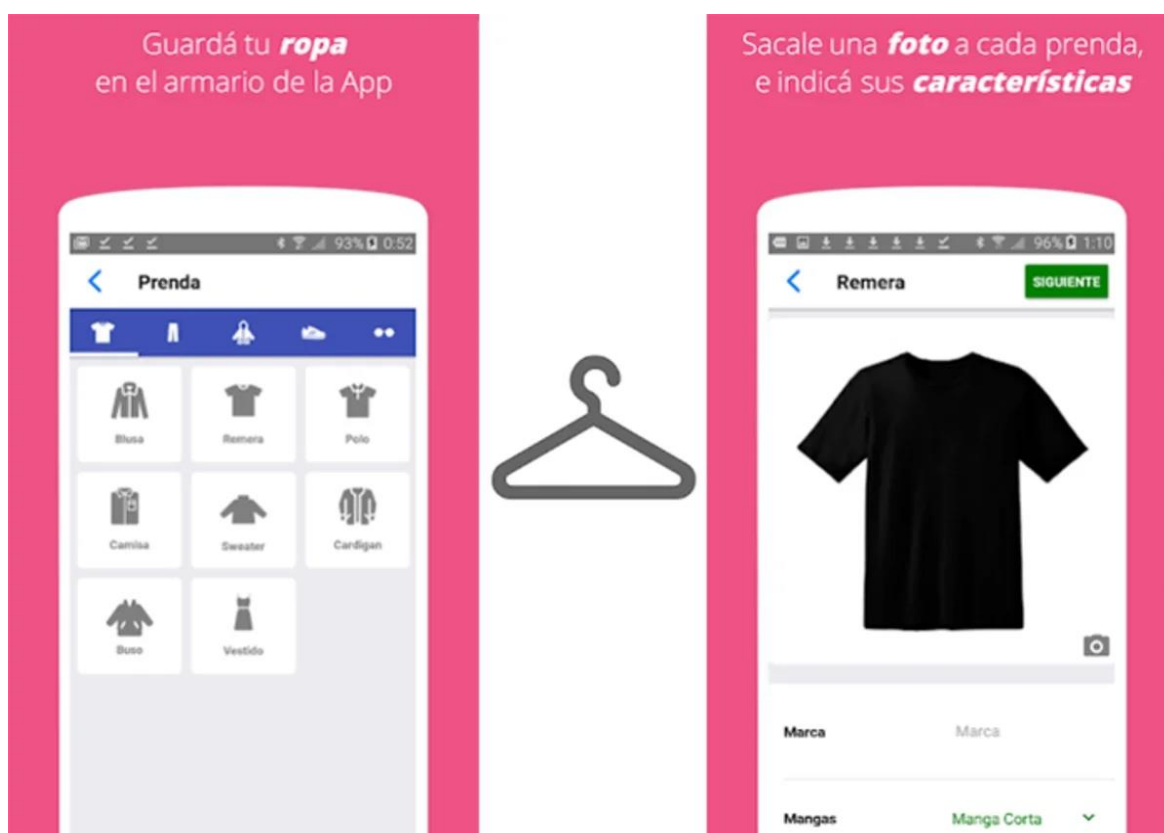 Guardá tu ropa
en el armario de la App
93% 0:52
Prenda
Blusa
Remera
Polo
Camisa
Sweater
Cardigan
Buso
Vestido
Sacale una foto a cada prenda,
e indicá sus características
96% 1:10
Remera
SIGUIENTE
Marca
Marca
Mangas
Manga Corta